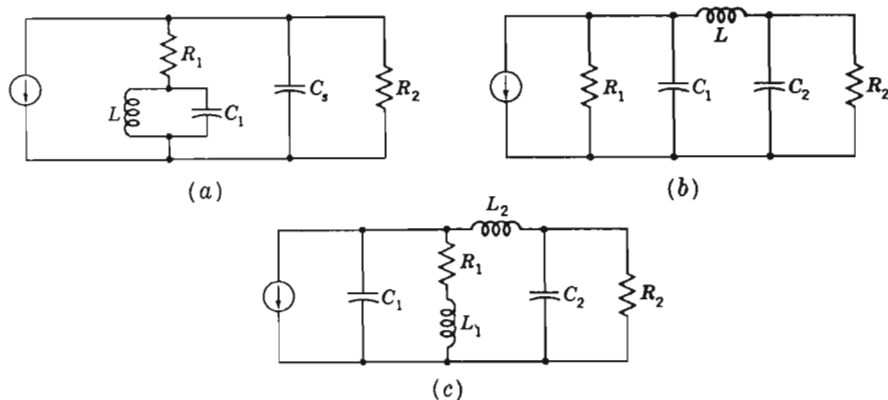 R₁
L
C₁
Cₛ
R₂
(a)
L
R₁
C₁
C₂
R₂
(b)
L₂
C₁
R₁
L₁
C₂
R₂
(c)